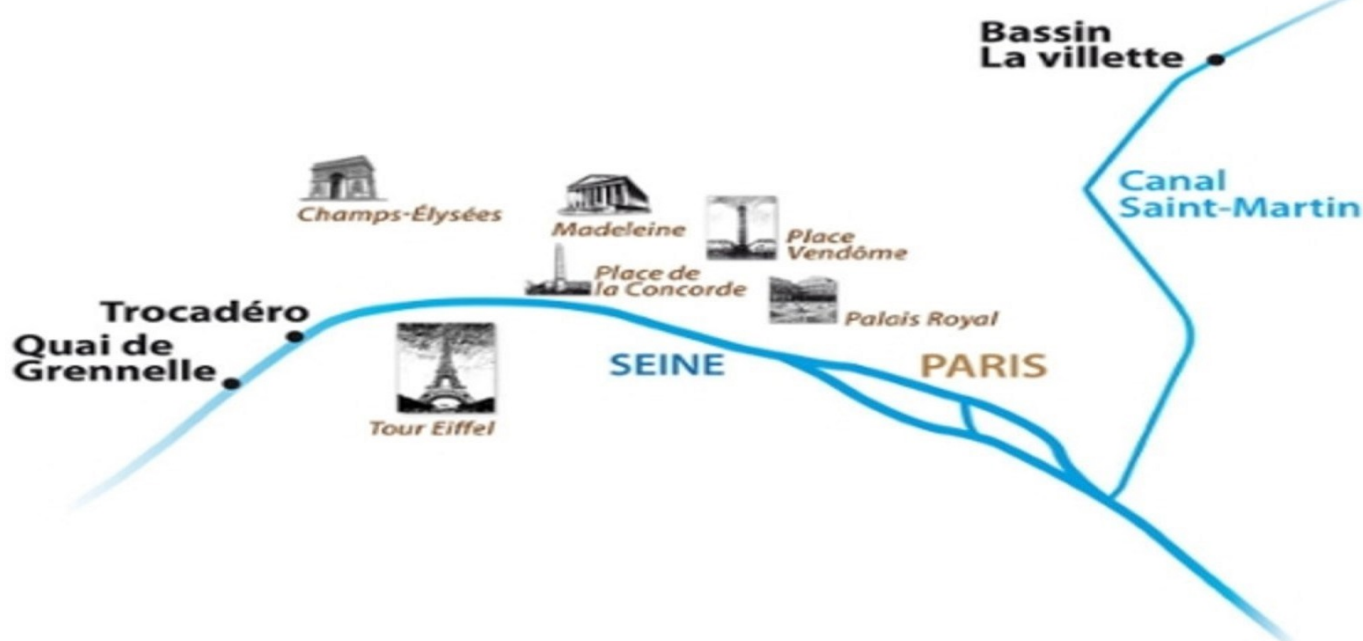 Bassin
La villette
Canal
Saint-Martin
Champs-Élysées
Madeleine
Place
Vendôme
Place de
la Concorde
Trocadéro
Palais Royal
Quai de
Grennelle
SEINE
PARIS
Tour Eiffel